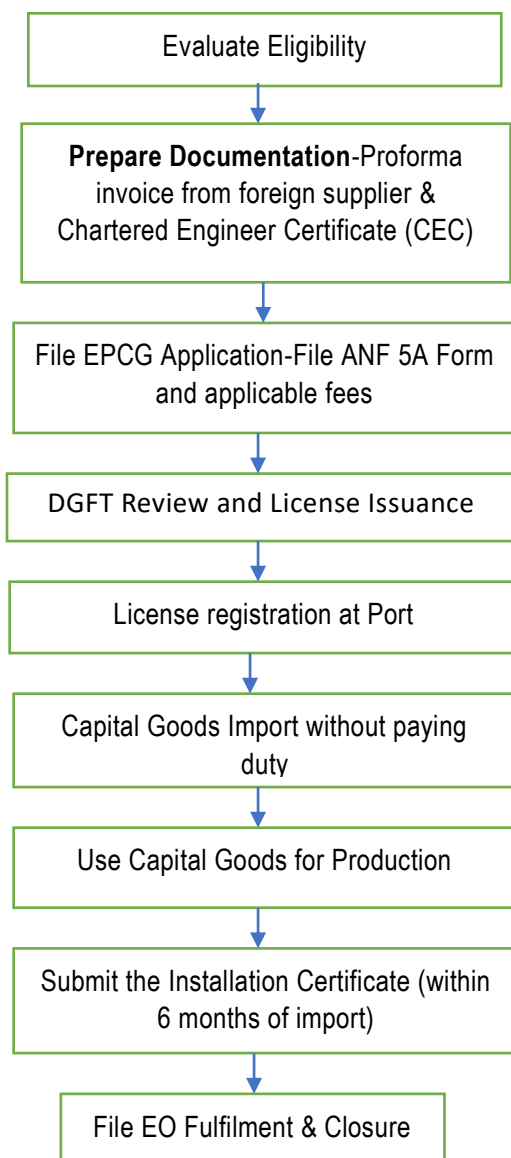 Evaluate Eligibility
Prepare Documentation-Proforma
invoice from foreign supplier &
Chartered Engineer Certificate (CEC)
File EPCG Application-File ANF 5A Form
and applicable fees
DGFT Review and License Issuance
License registration at Port
Capital Goods Import without paying
duty
Use Capital Goods for Production
Submit the Installation Certificate (within
6 months of import)
File EO Fulfilment & Closure